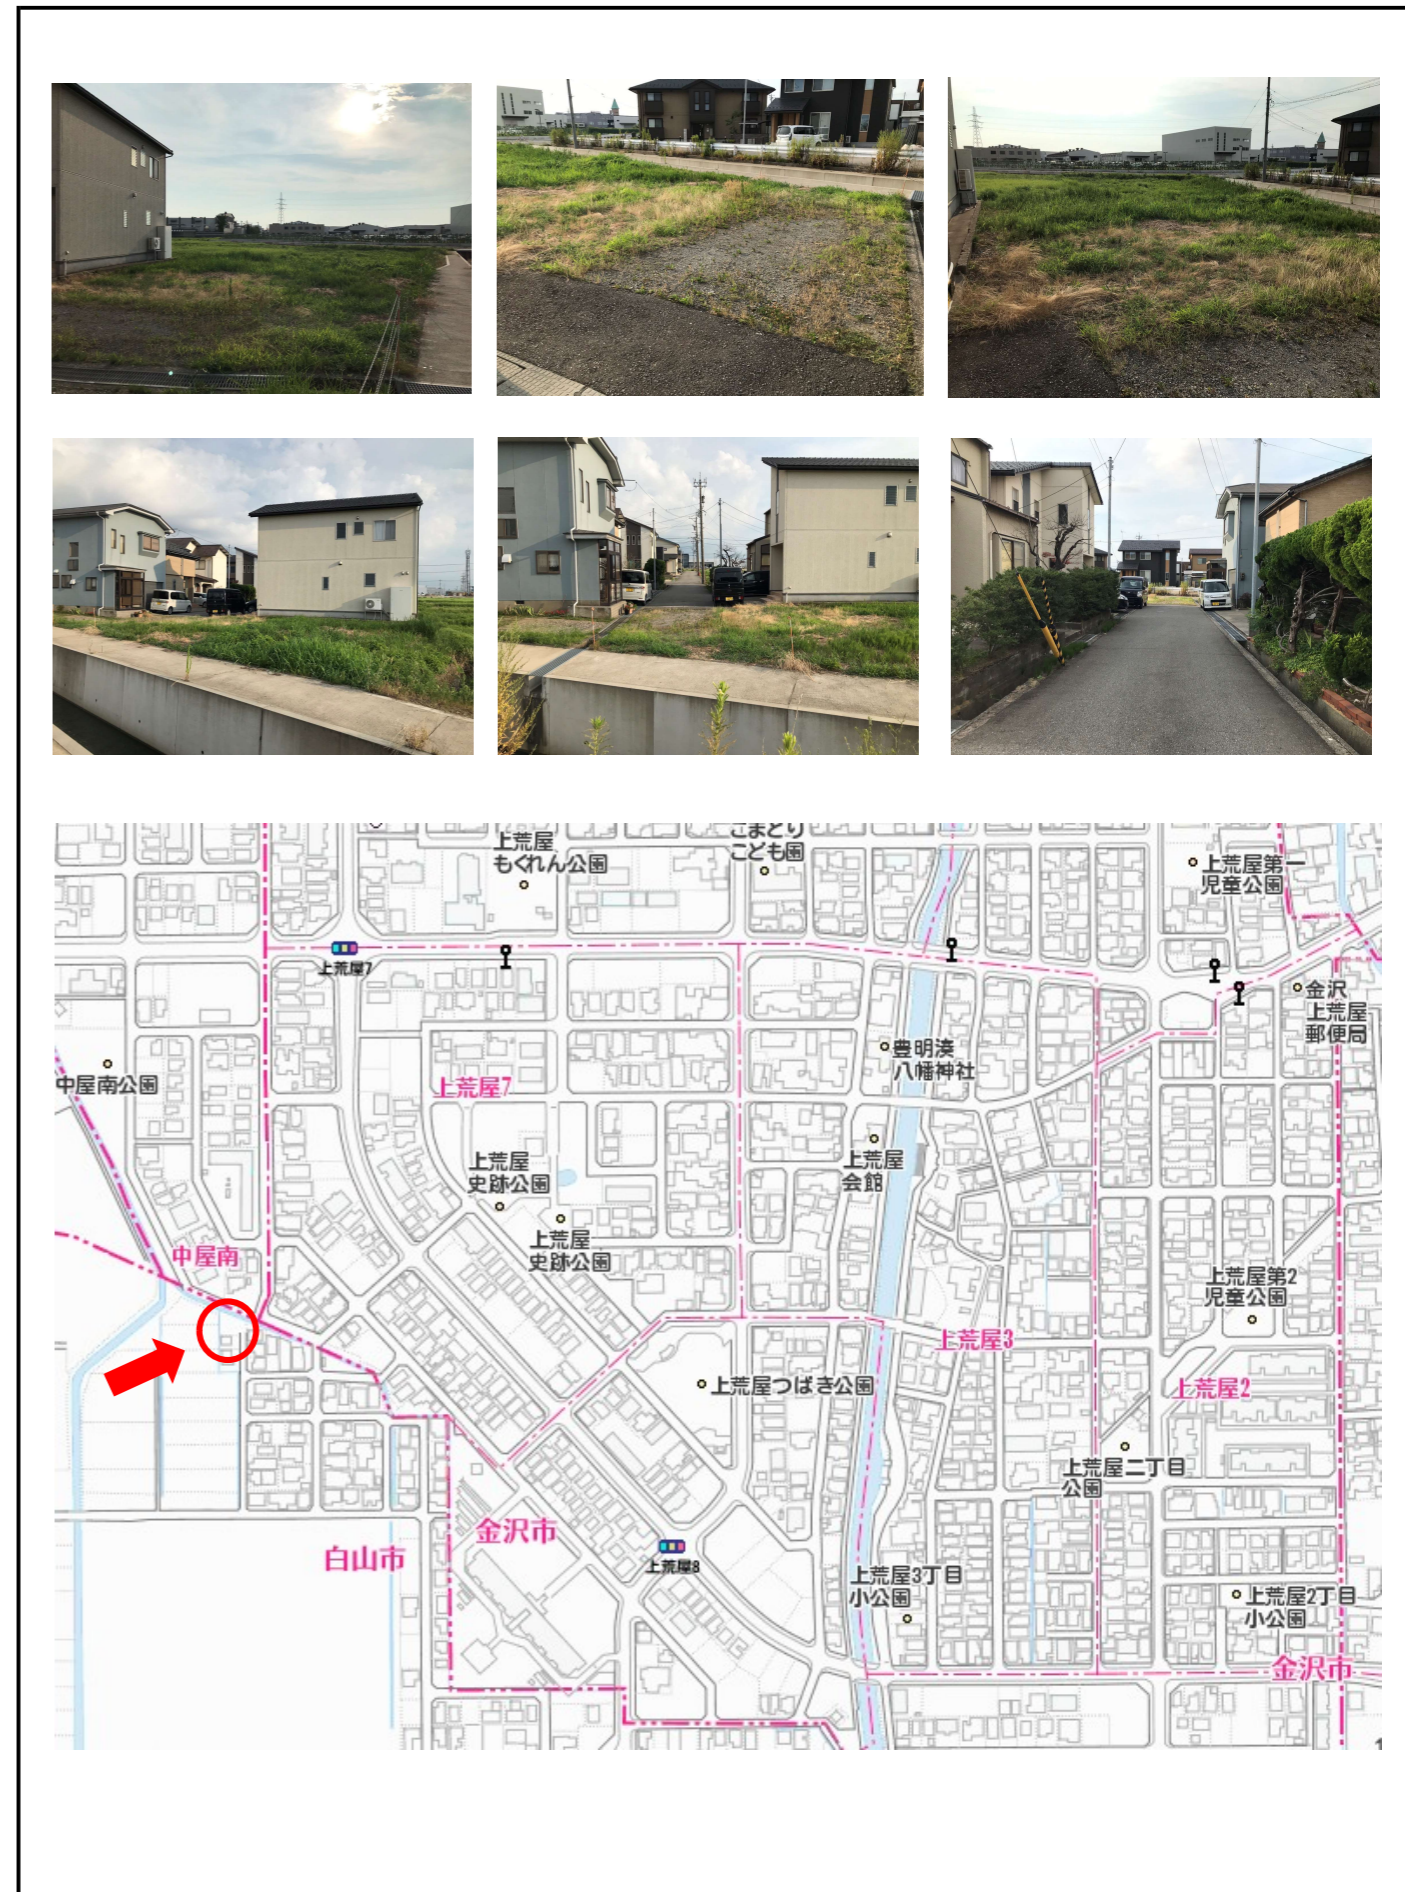 上荒屋
もくれん公園
こまどり
こども園
上荒屋第一
児童公園
上荒屋7
金沢
上荒屋
郵便局
豊明湊
八幡神社
中屋南公園
上荒屋7
上荒屋
史跡公園
上荒屋
会館
上荒屋
史跡公園
中屋南
上荒屋第2
児童公園
上荒屋3
上荒屋つばき公園
上荒屋2
上荒屋二丁目
公園
金沢市
白山市
上荒屋8
上荒屋3丁目
小公園
上荒屋2丁目
小公園
金沢市